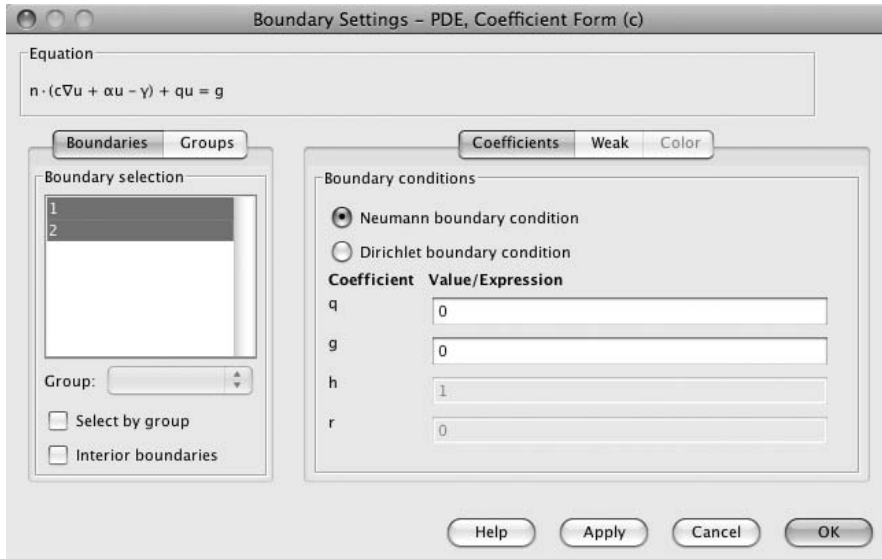 Boundary Settings – PDE, Coefficient Form (c)
Equation
n·(c∇u + αu – γ) + qu = g
Boundaries Groups
Boundary selection
1
2
Group:
Select by group
Interior boundaries
Coefficients Weak Color
Boundary conditions
Neumann boundary condition
Dirichlet boundary condition
Coefficient Value/Expression
q 0
g 0
h 1
r 0
Help Apply Cancel OK